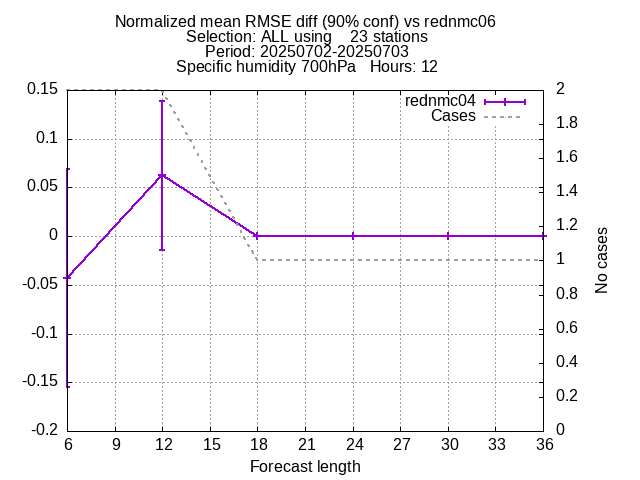 Normalized mean RMSE diff (90% conf) vs rednmc06
Selection: ALL using    23 stations
Period: 20250702-20250703
Specific humidity 700hPa   Hours: 12
rednmc04
Cases
0.15
0.1
0.05
0
-0.05
-0.1
-0.15
-0.2
2
1.8
1.6
1.4
1.2
1
0.8
0.6
0.4
0.2
0
No cases
6 9 12 15 18 21 24 27 30 33 36
Forecast length